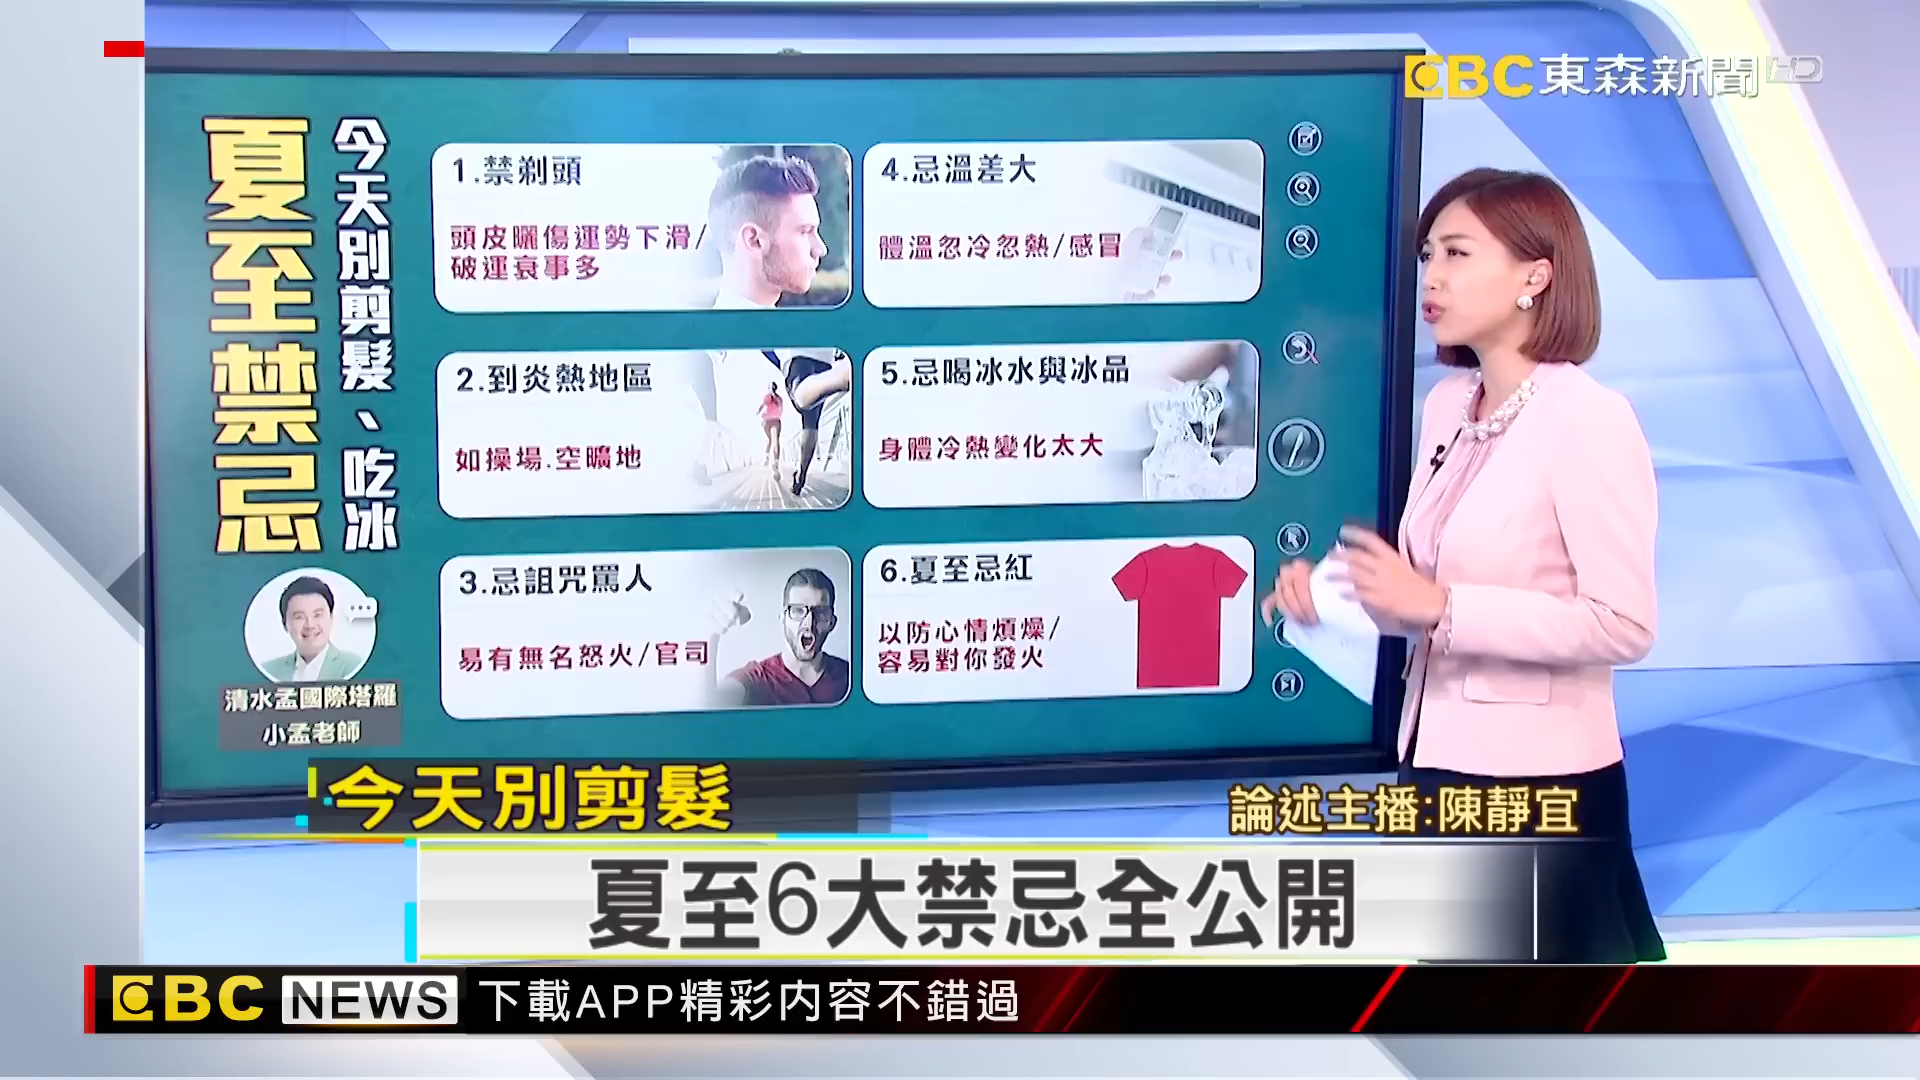 EBC東森新聞HD
夏至禁忌
今天別剪髮、吃冰
1.禁剃頭
頭皮曬傷運勢下滑/
破運衰事多
2.到炎熱地區
如操場.空曠地
3.忌詛咒罵人
易有無名怒火/官司
4.忌溫差大
體溫忽冷忽熱/感冒
5.忌喝冰水與冰品
身體冷熱變化太大
6.夏至忌紅
以防心情煩燥/
容易對你發火
清水孟國際塔羅
小孟老師
今天別剪髮
論述主播:陳靜宜
夏至6大禁忌全公開
EBC NEWS 下載APP精彩內容不錯過